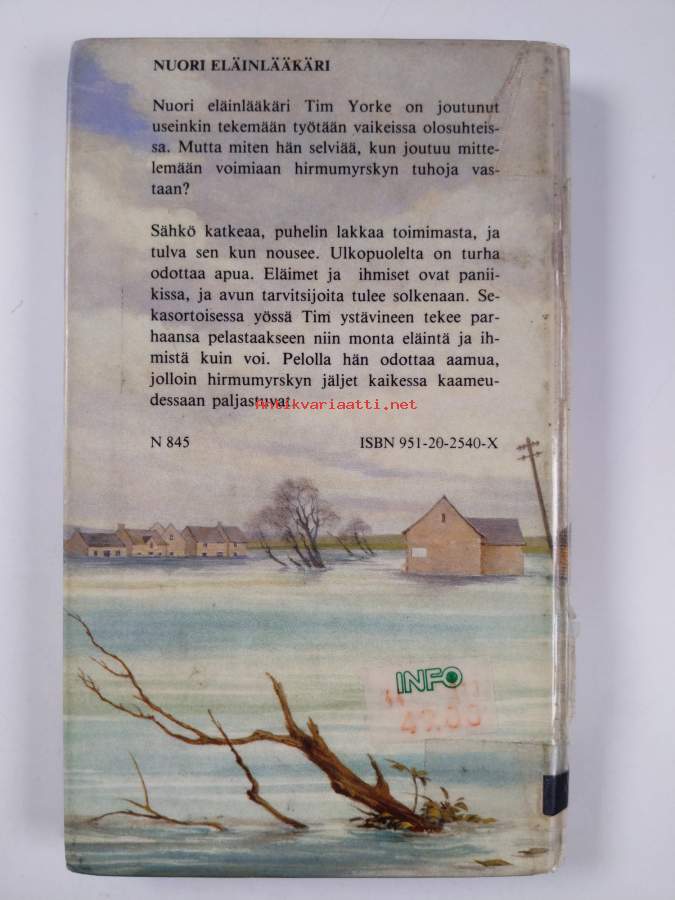 NUORI ELÄINLÄÄKÄRI
Nuori eläinlääkäri Tim Yorke on joutunut
useinkin tekemään työtään vaikeissa olosuhteis-
sa. Mutta miten hän selviää, kun joutuu mitte-
lemään voimiaan hirmumyrskyn tuhoja vas-
taan?
Sähkö katkeaa, puhelin lakkaa toimimasta, ja
tulva sen kun nousee. Ulkopuolelta on turha
odottaa apua. Eläimet ja ihmiset ovat panii-
kissa, ja avun tarvitsijoita tulee solkenaan. Se-
kasortoisessa yössä Tim ystävineen tekee par-
haansa pelastaakseen niin monta eläintä ja ih-
mistä kuin voi. Pelolla hän odottaa aamua,
jolloin hirmumyrskyn jäljet kaikessa kaameu-
dessaan paljastuvat
Antikvariaatti.net
N 845 ISBN 951-20-2540-X
INFO
49.00